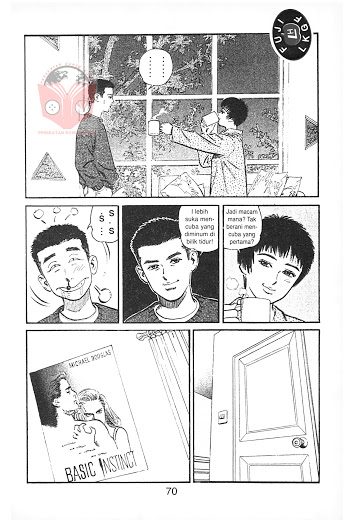 FUJI
LKGF
Jadi macam
mana? Tak
berani men-
cuba yang
pertama?
I lebih
suka men-
cuba yang
diminum di
bilik tidur!
S
S
S
MICHAEL DOUGLAS
BASIC INSTINCT
70